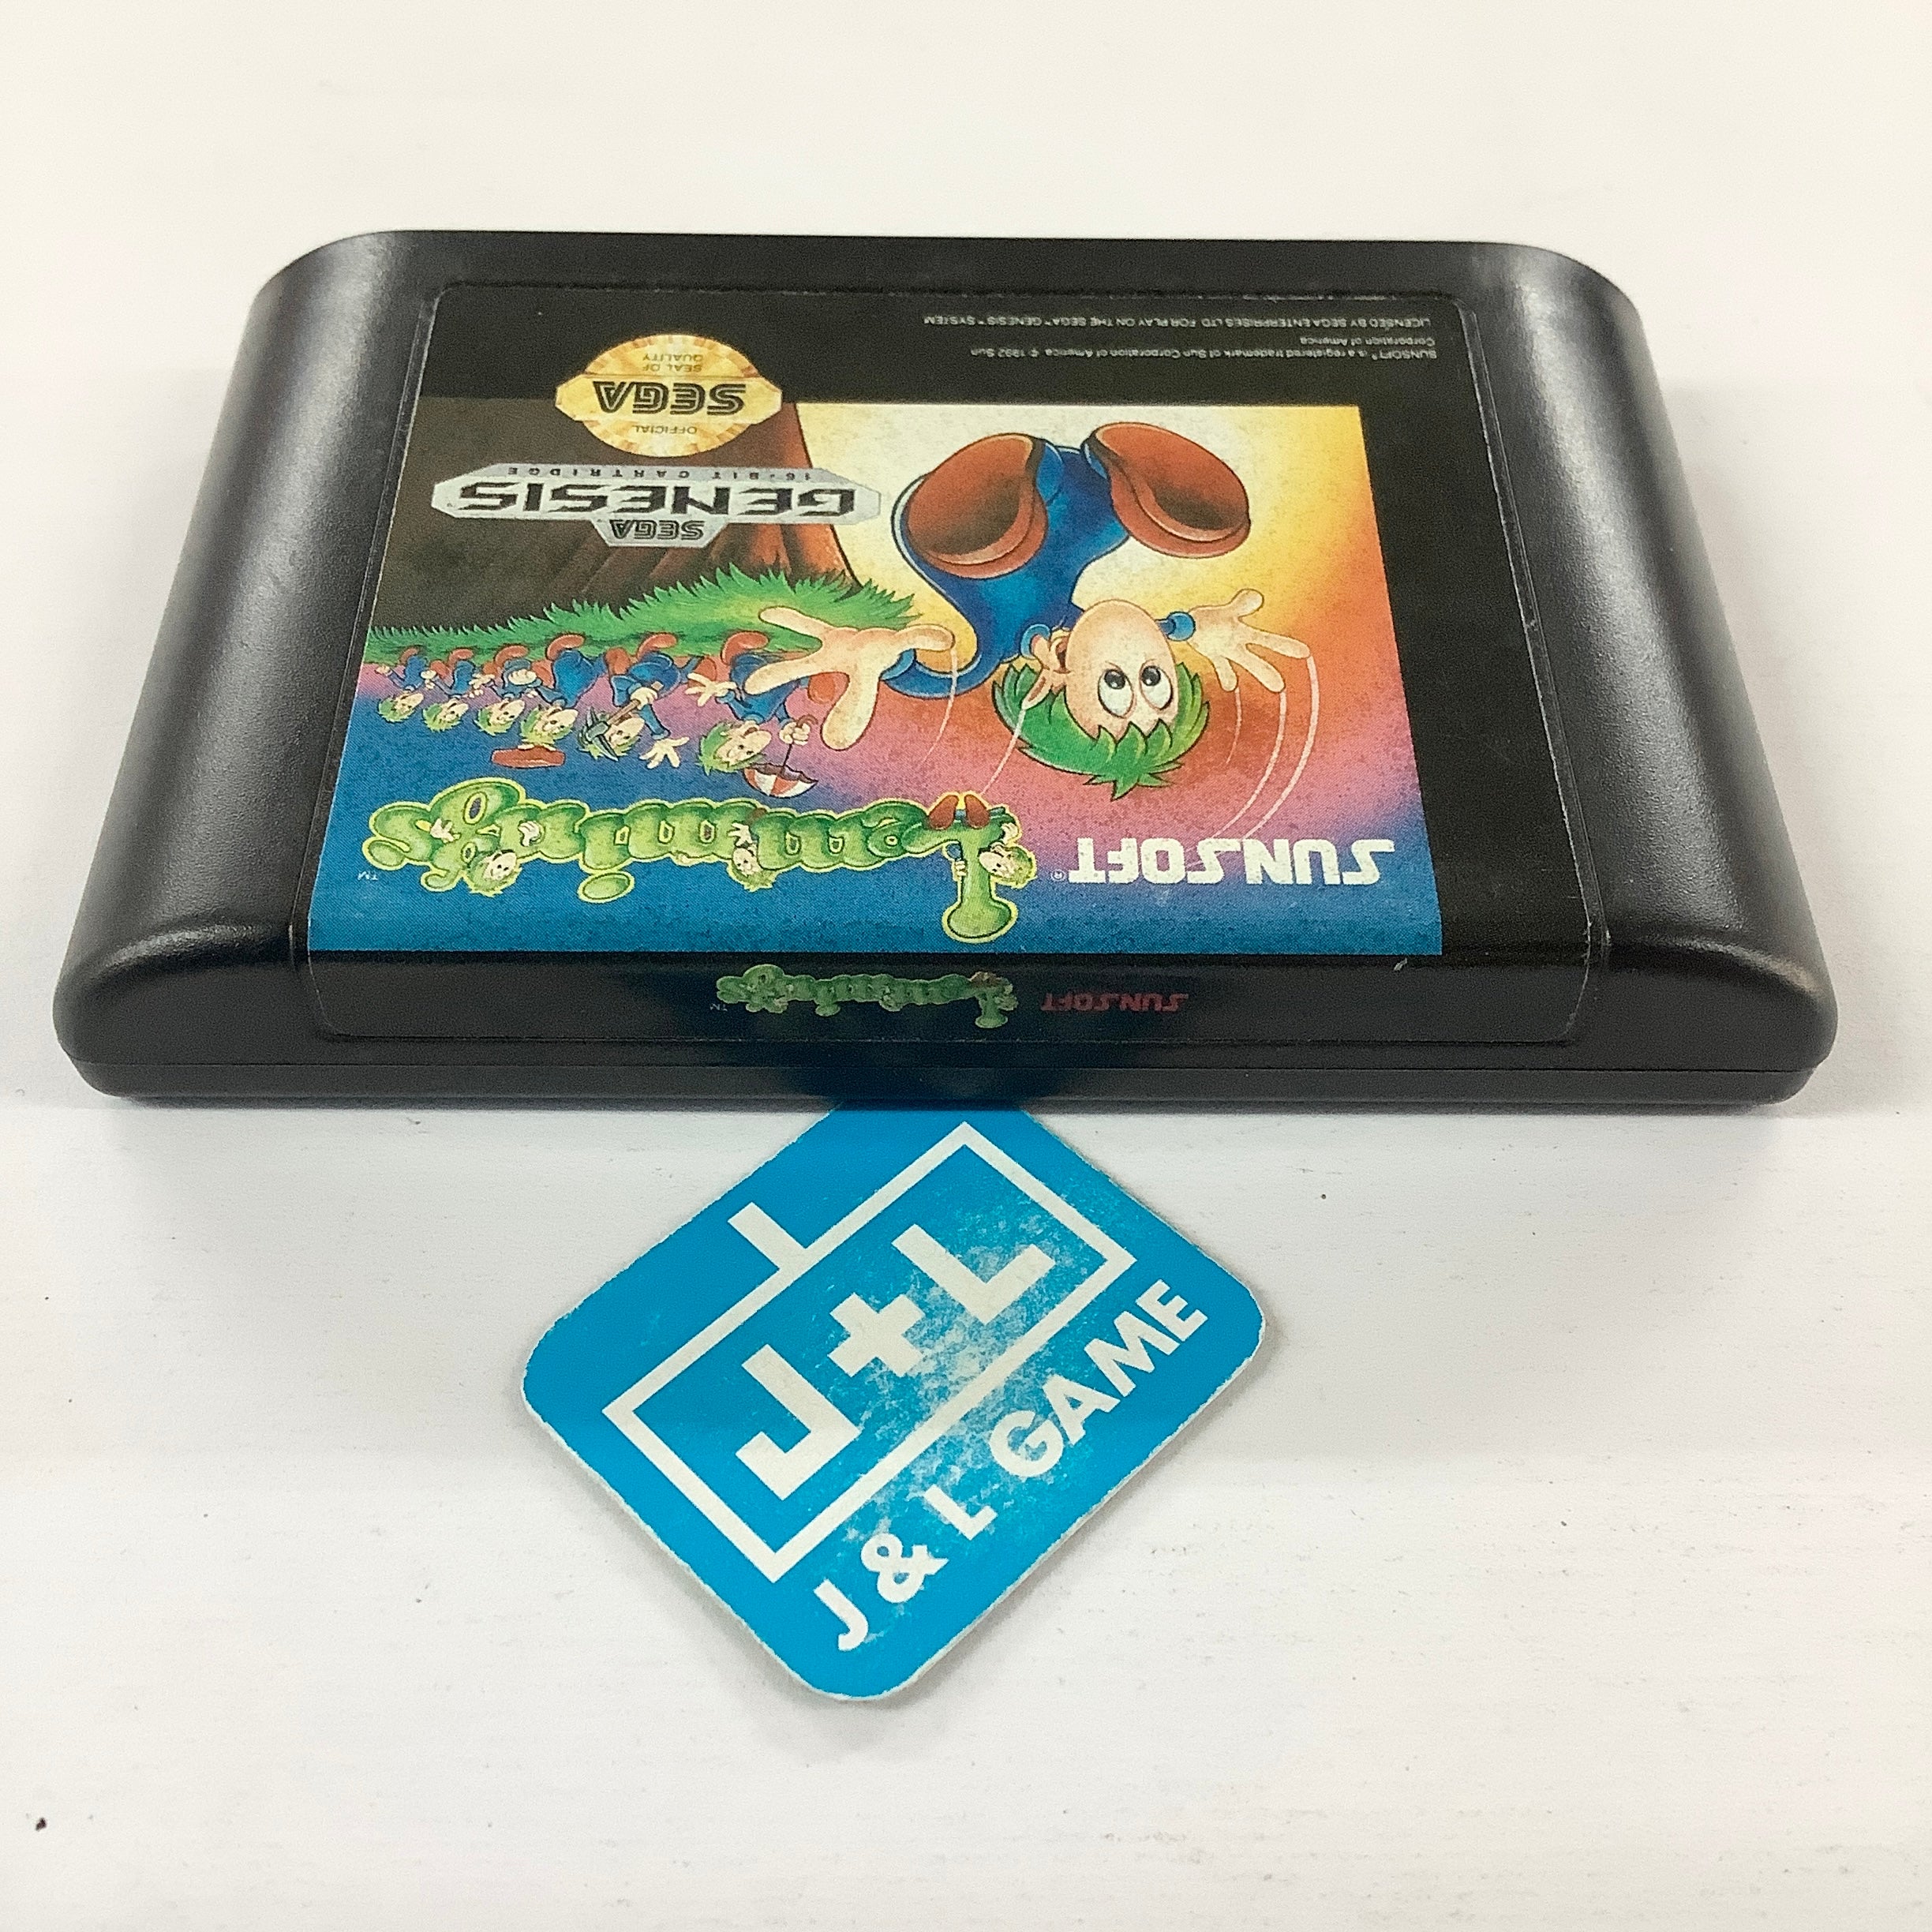 SUNSOFT®
Lemmings™
SEGA
GENESIS
16-BIT CARTRIDGE
OFFICIAL
SEGA
SEAL OF
QUALITY
SUNSOFT® is a registered trademark of Sun Corporation of America © 1992 Sun
Corporation of America
LICENSED BY SEGA ENTERPRISES LTD. FOR PLAY ON THE SEGA™ GENESIS™ SYSTEM
SUNSOFT
Lemmings™
J+L
J & L GAME